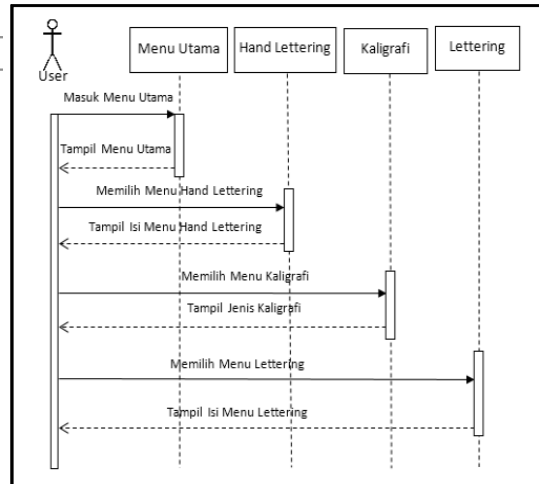 Menu Utama
Hand Lettering
Kaligrafi
Lettering
User
Masuk Menu Utama
Tampil Menu Utama
Memilih Menu Hand Lettering
Tampil Isi Menu Hand Lettering
Memilih Menu Kaligrafi
Tampil Jenis Kaligrafi
Memilih Menu Lettering
Tampil Isi Menu Lettering